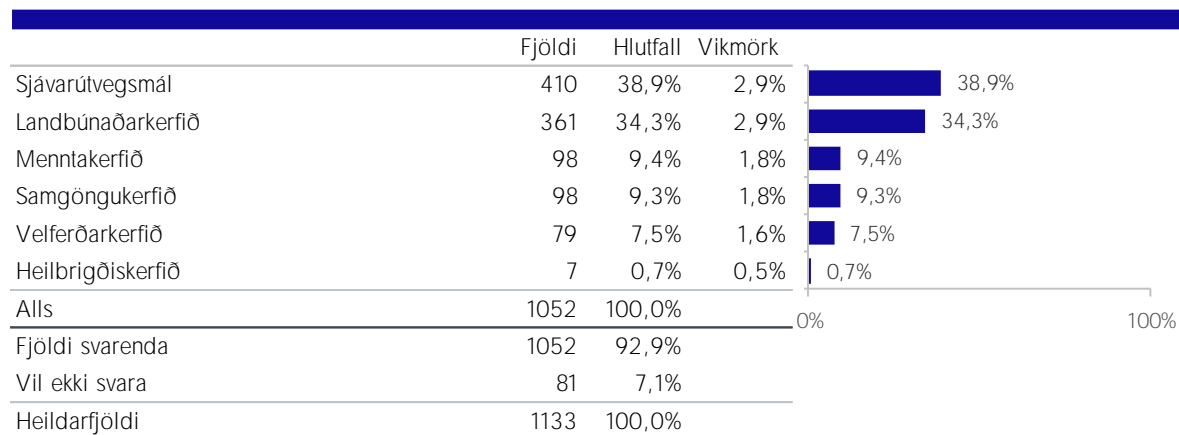 Fjöldi Hlutfall Vikmörk
Sjávarútvegsmál 410 38,9% 2,9% 38,9%
Landbúnaðarkerfið 361 34,3% 2,9% 34,3%
Menntakerfið 98 9,4% 1,8% 9,4%
Samgöngukerfið 98 9,3% 1,8% 9,3%
Velferðarkerfið 79 7,5% 1,6% 7,5%
Heilbrigðiskerfið 7 0,7% 0,5% 0,7%
Alls 1052 100,0%
0% 100%
Fjöldi svarenda 1052 92,9%
Vil ekki svara 81 7,1%
Heildarfjöldi 1133 100,0%